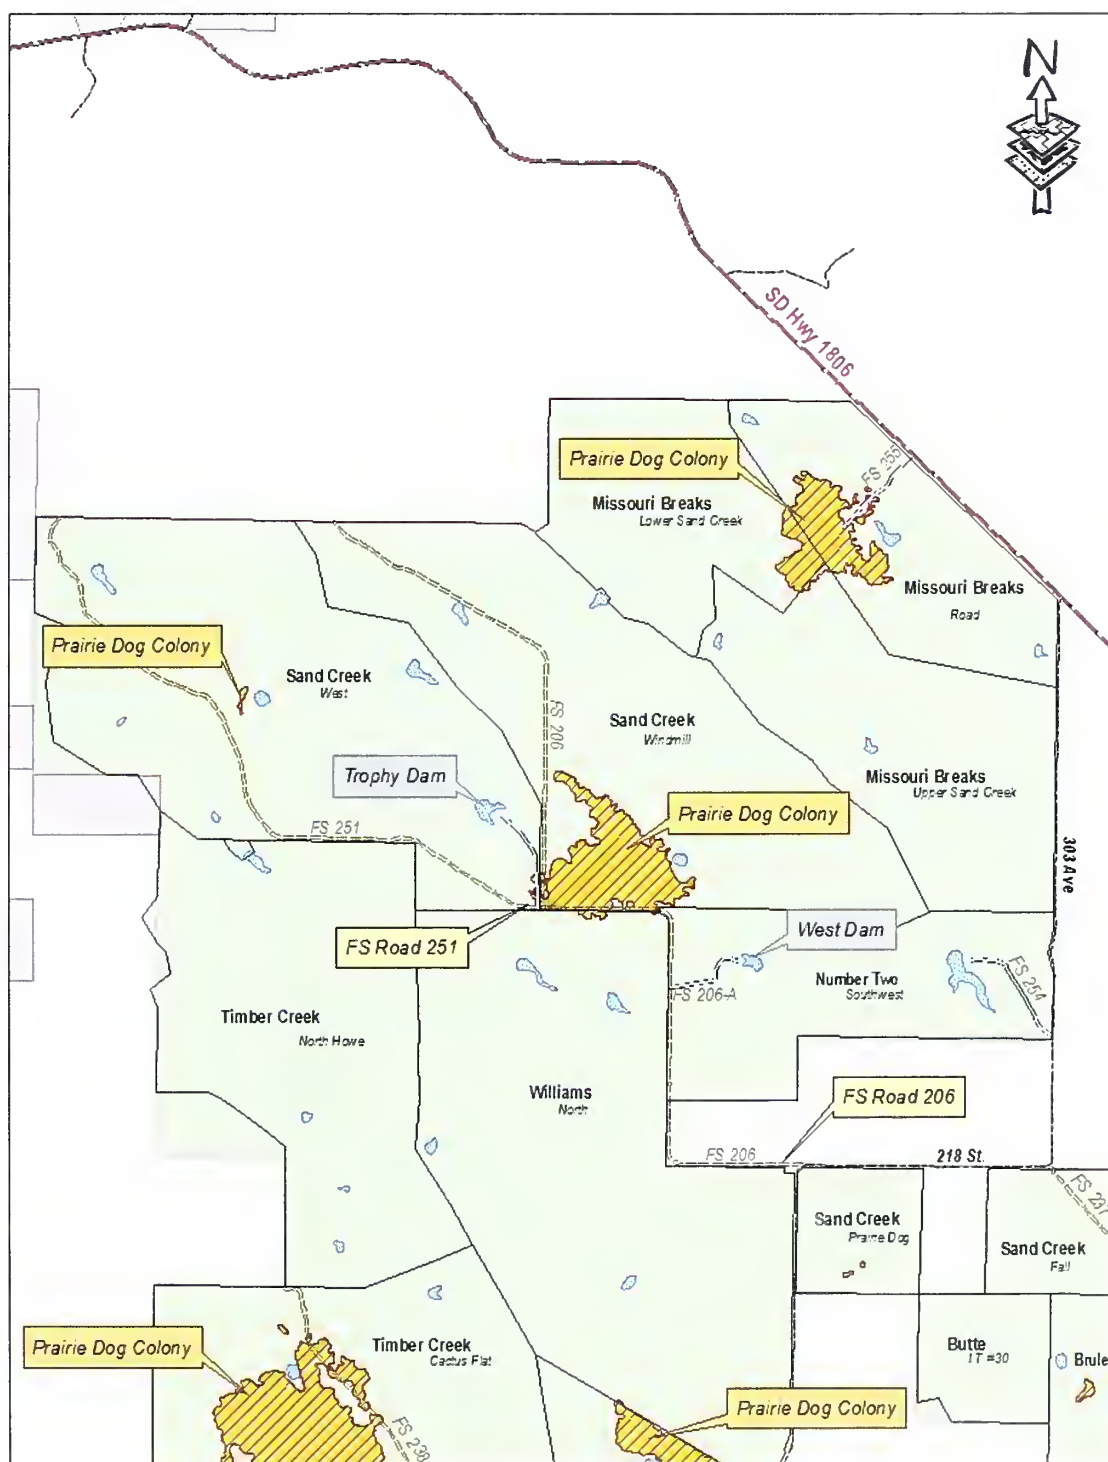 N
SD Hwy 1806
Prairie Dog Colony
FS 255
Missouri Breaks
Lower Sand Creek
Missouri Breaks
Road
Prairie Dog Colony
Sand Creek
West
FS 206
Sand Creek
Windmill
Trophy Dam
Missouri Breaks
Upper Sand Creek
Prairie Dog Colony
FS 251
303 Ave
West Dam
FS Road 251
Number Two
Southwest
FS 206-A
FS 254
Timber Creek
North Howe
Williams
North
FS Road 206
FS 206
218 St.
FS 237
Sand Creek
Prairie Dog
Sand Creek
Fall
Prairie Dog Colony
Timber Creek
Cactus Flat
Butte
IT #30
Brule
Prairie Dog Colony
FS 238